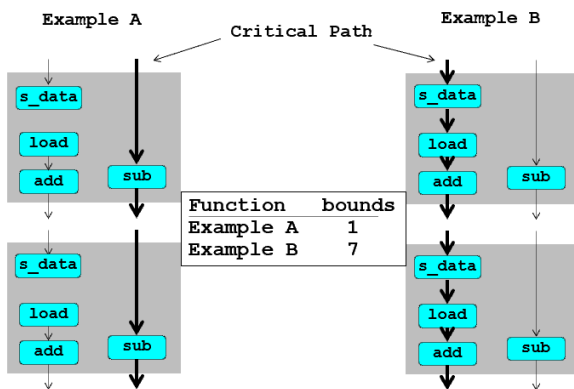 Example A
Critical Path
Example B
s_data
load
add
sub
s_data
load
add
sub
Function bounds
Example A 1
Example B 7
s_data
load
add
sub
s_data
load
add
sub